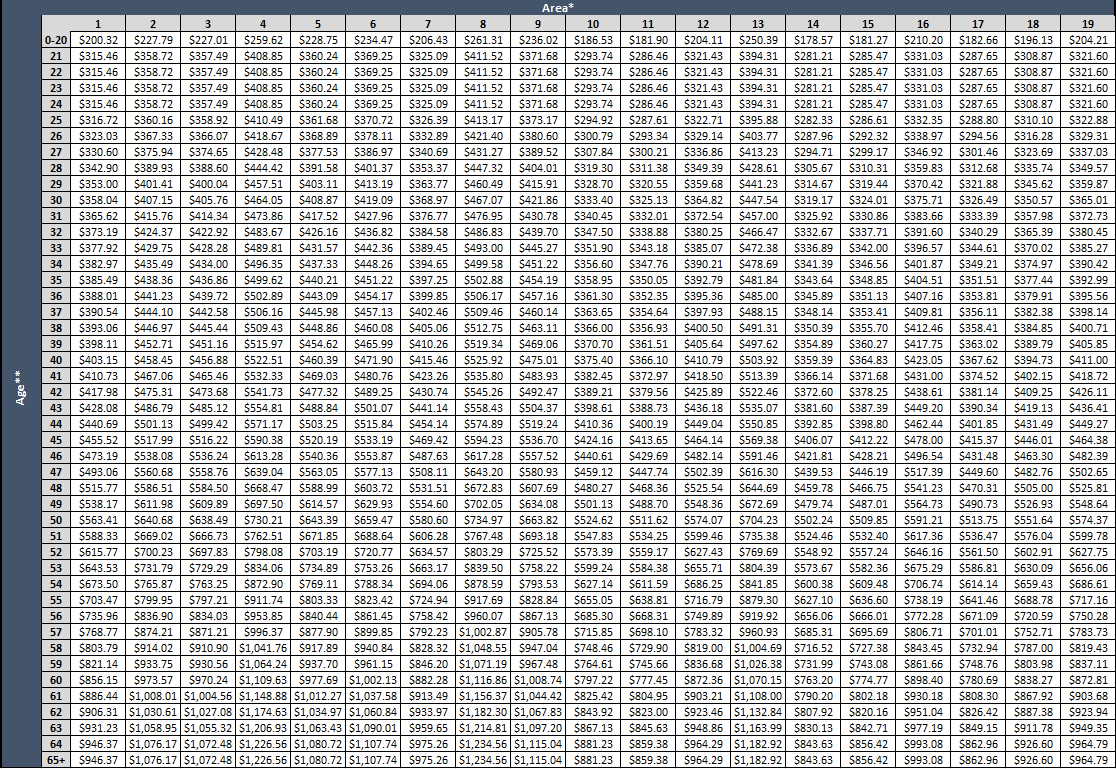 Area*
1 2 3 4 5 6 7 8 9 10 11 12 13 14 15 16 17 18 19
0-20 $200.32 $227.79 $227.01 $259.62 $228.75 $234.47 $206.43 $261.31 $236.02 $186.53 $181.90 $204.11 $250.39 $178.57 $181.27 $210.20 $182.66 $196.13 $204.21
21 $315.46 $358.72 $357.49 $408.85 $360.24 $369.25 $325.09 $411.52 $371.68 $293.74 $286.46 $321.43 $394.31 $281.21 $285.47 $331.03 $287.65 $308.87 $321.60
22 $315.46 $358.72 $357.49 $408.85 $360.24 $369.25 $325.09 $411.52 $371.68 $293.74 $286.46 $321.43 $394.31 $281.21 $285.47 $331.03 $287.65 $308.87 $321.60
23 $315.46 $358.72 $357.49 $408.85 $360.24 $369.25 $325.09 $411.52 $371.68 $293.74 $286.46 $321.43 $394.31 $281.21 $285.47 $331.03 $287.65 $308.87 $321.60
24 $315.46 $358.72 $357.49 $408.85 $360.24 $369.25 $325.09 $411.52 $371.68 $293.74 $286.46 $321.43 $394.31 $281.21 $285.47 $331.03 $287.65 $308.87 $321.60
25 $316.72 $360.16 $358.92 $410.49 $361.68 $370.72 $326.39 $413.17 $373.17 $294.92 $287.61 $322.71 $395.88 $282.33 $286.61 $332.35 $288.80 $310.10 $322.88
26 $323.03 $367.33 $366.07 $418.67 $368.89 $378.11 $332.89 $421.40 $380.60 $300.79 $293.34 $329.14 $403.77 $287.96 $292.32 $338.97 $294.56 $316.28 $329.31
27 $330.60 $375.94 $374.65 $428.48 $377.53 $386.97 $340.69 $431.27 $389.52 $307.84 $300.21 $336.86 $413.23 $294.71 $299.17 $346.92 $301.46 $323.69 $337.03
28 $342.90 $389.93 $388.60 $444.42 $391.58 $401.37 $353.37 $447.32 $404.01 $319.30 $311.38 $349.39 $428.61 $305.67 $310.31 $359.83 $312.68 $335.74 $349.57
29 $353.00 $401.41 $400.04 $457.51 $403.11 $413.19 $363.77 $460.49 $415.91 $328.70 $320.55 $359.68 $441.23 $314.67 $319.44 $370.42 $321.88 $345.62 $359.87
30 $358.04 $407.15 $405.76 $464.05 $408.87 $419.09 $368.97 $467.07 $421.86 $333.40 $325.13 $364.82 $447.54 $319.17 $324.01 $375.71 $326.49 $350.57 $365.01
31 $365.62 $415.76 $414.34 $473.86 $417.52 $427.96 $376.77 $476.95 $430.78 $340.45 $332.01 $372.54 $457.00 $325.92 $330.86 $383.66 $333.39 $357.98 $372.73
32 $373.19 $424.37 $422.92 $483.67 $426.16 $436.82 $384.58 $486.83 $439.70 $347.50 $338.88 $380.25 $466.47 $332.67 $337.71 $391.60 $340.29 $365.39 $380.45
33 $377.92 $429.75 $428.28 $489.81 $431.57 $442.36 $389.45 $493.00 $445.27 $351.90 $343.18 $385.07 $472.38 $336.89 $342.00 $396.57 $344.61 $370.02 $385.27
34 $382.97 $435.49 $434.00 $496.35 $437.33 $448.26 $394.65 $499.58 $451.22 $356.60 $347.76 $390.21 $478.69 $341.39 $346.56 $401.87 $349.21 $374.97 $390.42
35 $385.49 $438.36 $436.86 $499.62 $440.21 $451.22 $397.25 $502.88 $454.19 $358.95 $350.05 $392.79 $481.84 $343.64 $348.85 $404.51 $351.51 $377.44 $392.99
36 $388.01 $441.23 $439.72 $502.89 $443.09 $454.17 $399.85 $506.17 $457.16 $361.30 $352.35 $395.36 $485.00 $345.89 $351.13 $407.16 $353.81 $379.91 $395.56
37 $390.54 $444.10 $442.58 $506.16 $445.98 $457.13 $402.46 $509.46 $460.14 $363.65 $354.64 $397.93 $488.15 $348.14 $353.41 $409.81 $356.11 $382.38 $398.14
38 $393.06 $446.97 $445.44 $509.43 $448.86 $460.08 $405.06 $512.75 $463.11 $366.00 $356.93 $400.50 $491.31 $350.39 $355.70 $412.46 $358.41 $384.85 $400.71
39 $398.11 $452.71 $451.16 $515.97 $454.62 $465.99 $410.26 $519.34 $469.06 $370.70 $361.51 $405.64 $497.62 $354.89 $360.27 $417.75 $363.02 $389.79 $405.85
40 $403.15 $458.45 $456.88 $522.51 $460.39 $471.90 $415.46 $525.92 $475.01 $375.40 $366.10 $410.79 $503.92 $359.39 $364.83 $423.05 $367.62 $394.73 $411.00
41 $410.73 $467.06 $465.46 $532.33 $469.03 $480.76 $423.26 $535.80 $483.93 $382.45 $372.97 $418.50 $513.39 $366.14 $371.68 $431.00 $374.52 $402.15 $418.72
42 $417.98 $475.31 $473.68 $541.73 $477.32 $489.25 $430.74 $545.26 $492.47 $389.21 $379.56 $425.89 $522.46 $372.60 $378.25 $438.61 $381.14 $409.25 $426.11
43 $428.08 $486.79 $485.12 $554.81 $488.84 $501.07 $441.14 $558.43 $504.37 $398.61 $388.73 $436.18 $535.07 $381.60 $387.39 $449.20 $390.34 $419.13 $436.41
44 $440.69 $501.13 $499.42 $571.17 $503.25 $515.84 $454.14 $574.89 $519.24 $410.36 $400.19 $449.04 $550.85 $392.85 $398.80 $462.44 $401.85 $431.49 $449.27
45 $455.52 $517.99 $516.22 $590.38 $520.19 $533.19 $469.42 $594.23 $536.70 $424.16 $413.65 $464.14 $569.38 $406.07 $412.22 $478.00 $415.37 $446.01 $464.38
46 $473.19 $538.08 $536.24 $613.28 $540.36 $553.87 $487.63 $617.28 $557.52 $440.61 $429.69 $482.14 $591.46 $421.81 $428.21 $496.54 $431.48 $463.30 $482.39
47 $493.06 $560.68 $558.76 $639.04 $563.05 $577.13 $508.11 $643.20 $580.93 $459.12 $447.74 $502.39 $616.30 $439.53 $446.19 $517.39 $449.60 $482.76 $502.65
48 $515.77 $586.51 $584.50 $668.47 $588.99 $603.72 $531.51 $672.83 $607.69 $480.27 $468.36 $525.54 $644.69 $459.78 $466.75 $541.23 $470.31 $505.00 $525.81
49 $538.17 $611.98 $609.89 $697.50 $614.57 $629.93 $554.60 $702.05 $634.08 $501.13 $488.70 $548.36 $672.69 $479.74 $487.01 $564.73 $490.73 $526.93 $548.64
50 $563.41 $640.68 $638.49 $730.21 $643.39 $659.47 $580.60 $734.97 $663.82 $524.62 $511.62 $574.07 $704.23 $502.24 $509.85 $591.21 $513.75 $551.64 $574.37
51 $588.33 $669.02 $666.73 $762.51 $671.85 $688.64 $606.28 $767.48 $693.18 $547.83 $534.25 $599.46 $735.38 $524.46 $532.40 $617.36 $536.47 $576.04 $599.78
52 $615.77 $700.23 $697.83 $798.08 $703.19 $720.77 $634.57 $803.29 $725.52 $573.39 $559.17 $627.43 $769.69 $548.92 $557.24 $646.16 $561.50 $602.91 $627.75
53 $643.53 $731.79 $729.29 $834.06 $734.89 $753.26 $663.17 $839.50 $758.22 $599.24 $584.38 $655.71 $804.39 $573.67 $582.36 $675.29 $586.81 $630.09 $656.06
54 $673.50 $765.87 $763.25 $872.90 $769.11 $788.34 $694.06 $878.59 $793.53 $627.14 $611.59 $686.25 $841.85 $600.38 $609.48 $706.74 $614.14 $659.43 $686.61
55 $703.47 $799.95 $797.21 $911.74 $803.33 $823.42 $724.94 $917.69 $828.84 $655.05 $638.81 $716.79 $879.30 $627.10 $636.60 $738.19 $641.46 $688.78 $717.16
56 $735.96 $836.90 $834.03 $953.85 $840.44 $861.45 $758.42 $960.07 $867.13 $685.30 $668.31 $749.89 $919.92 $656.06 $666.01 $772.28 $671.09 $720.59 $750.28
57 $768.77 $874.21 $871.21 $996.37 $877.90 $899.85 $792.23 $1,002.87 $905.78 $715.85 $698.10 $783.32 $960.93 $685.31 $695.69 $806.71 $701.01 $752.71 $783.73
58 $803.79 $914.02 $910.90 $1,041.76 $917.89 $940.84 $828.32 $1,048.55 $947.04 $748.46 $729.90 $819.00 $1,004.69 $716.52 $727.38 $843.45 $732.94 $787.00 $819.43
59 $821.14 $933.75 $930.56 $1,064.24 $937.70 $961.15 $846.20 $1,071.19 $967.48 $764.61 $745.66 $836.68 $1,026.38 $731.99 $743.08 $861.66 $748.76 $803.98 $837.11
60 $856.15 $973.57 $970.24 $1,109.63 $977.69 $1,002.13 $882.28 $1,116.86 $1,008.74 $797.22 $777.45 $872.36 $1,070.15 $763.20 $774.77 $898.40 $780.69 $838.27 $872.81
61 $886.44 $1,008.01 $1,004.56 $1,148.88 $1,012.27 $1,037.58 $913.49 $1,156.37 $1,044.42 $825.42 $804.95 $903.21 $1,108.00 $790.20 $802.18 $930.18 $808.30 $867.92 $903.68
62 $906.31 $1,030.61 $1,027.08 $1,174.63 $1,034.97 $1,060.84 $933.97 $1,182.30 $1,067.83 $843.92 $823.00 $923.46 $1,132.84 $807.92 $820.16 $951.04 $826.42 $887.38 $923.94
63 $931.23 $1,058.95 $1,055.32 $1,206.93 $1,063.43 $1,090.01 $959.65 $1,214.81 $1,097.20 $867.13 $845.63 $948.86 $1,163.99 $830.13 $842.71 $977.19 $849.15 $911.78 $949.35
64 $946.37 $1,076.17 $1,072.48 $1,226.56 $1,080.72 $1,107.74 $975.26 $1,234.56 $1,115.04 $881.23 $859.38 $964.29 $1,182.92 $843.63 $856.42 $993.08 $862.96 $926.60 $964.79
65+ $946.37 $1,076.17 $1,072.48 $1,226.56 $1,080.72 $1,107.74 $975.26 $1,234.56 $1,115.04 $881.23 $859.38 $964.29 $1,182.92 $843.63 $856.42 $993.08 $862.96 $926.60 $964.79
Age**